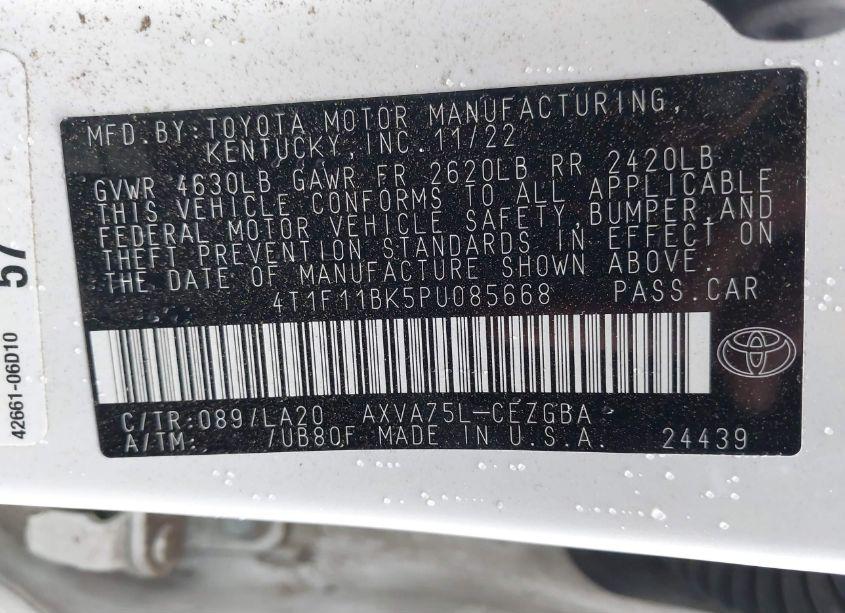 MFD.BY:TOYOTA MOTOR MANUFACTURING,
KENTUCKY,INC.11/22
GVWR 4630LB GAWR FR 2620LB RR 2420LB
THIS VEHICLE CONFORMS TO ALL APPLICABLE
FEDERAL MOTOR VEHICLE SAFETY,BUMPER,AND
THEFT PREVENTION STANDARDS IN EFFECT ON
THE DATE OF MANUFACTURE SHOWN ABOVE.
4T1F11BK5PU085668 PASS.CAR
C/TR:089/LA20 AXVA75L-CEZGBA
A/TM: /UB80F MADE IN U.S.A. 24439
57
42661-06D10